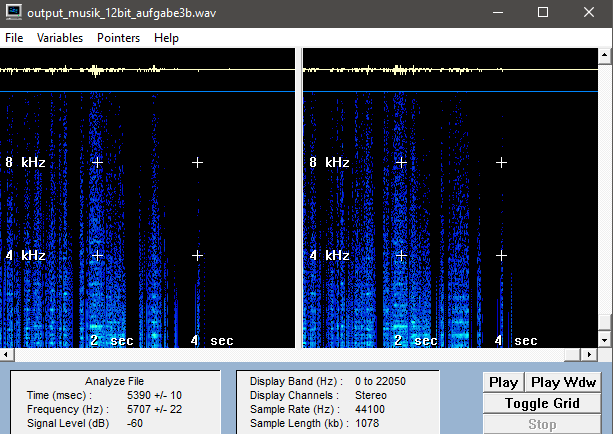 output_musik_12bit_aufgabe3b.wav
File Variables Pointers Help
8 kHz 8 kHz
4 kHz 4 kHz
2 sec 4 sec 2 sec 4 sec
Analyze File
Time (msec) : 5390 +/- 10
Frequency (Hz) : 5707 +/- 22
Signal Level (dB) -60
Display Band (Hz) : 0 to 22050
Display Channels : Stereo
Sample Rate (Hz) : 44100
Sample Length (kb) : 1078
Play Play Wdw
Toggle Grid
Stop